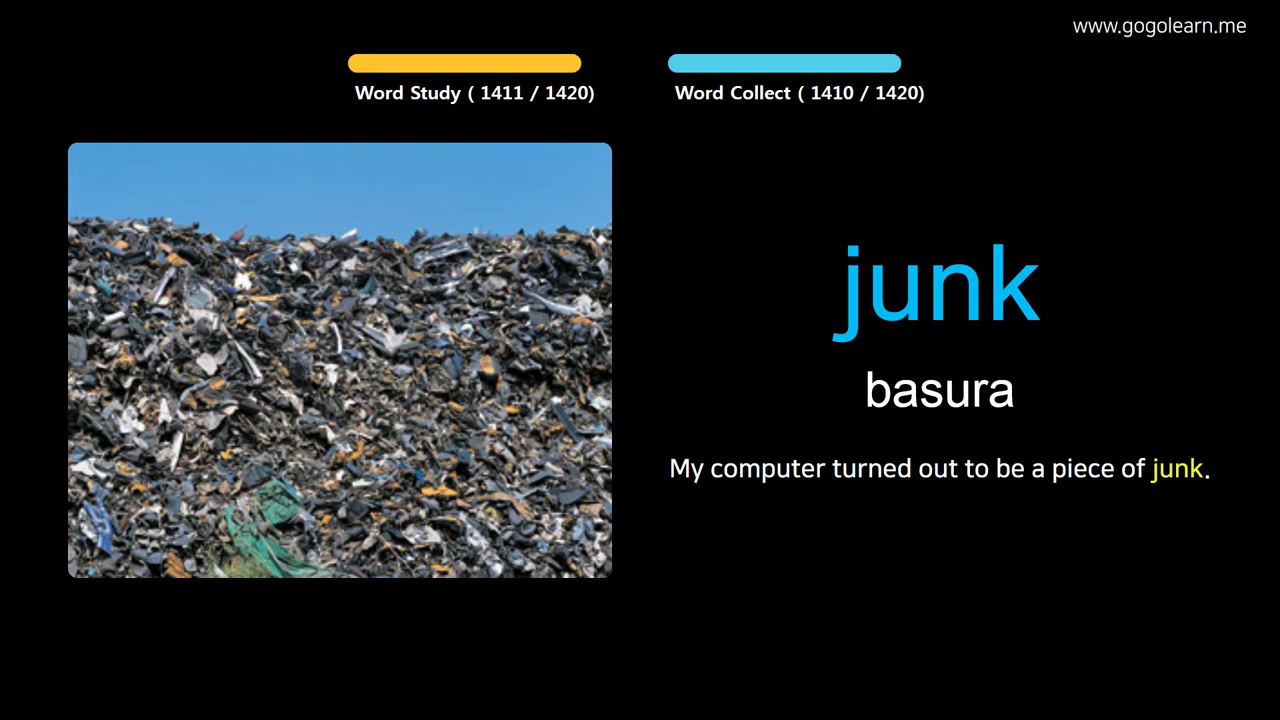 www.gogolearn.me
Word Study ( 1411 / 1420)
Word Collect ( 1410 / 1420)
junk
basura
My computer turned out to be a piece of junk.